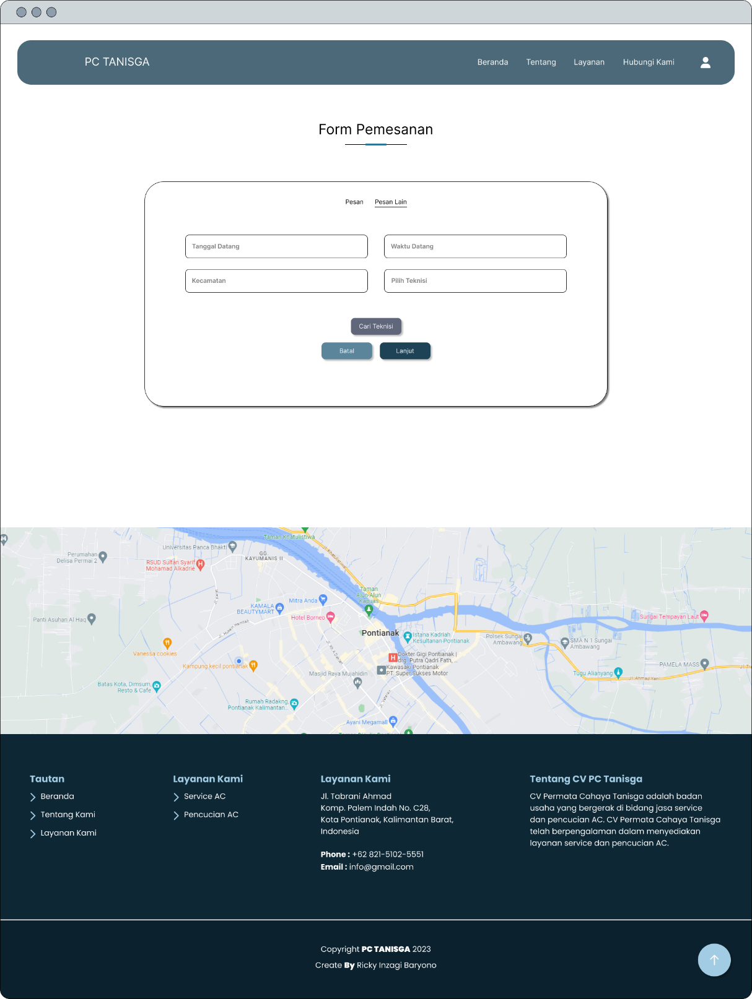 PC TANISGA
Beranda
Tentang
Layanan
Hubungi Kami
Form Pemesanan
Pesan
Pesan Lain
Tanggal Datang
Waktu Datang
Kecamatan
Pilih Teknisi
Cari Teknisi
Batal
Lanjut
Taman Khatulistiwa
Jl. Khatulistiwa
Universitas Panca Bhakti
GG.
KAYUMANIS II
Perumahan
Delisa Permai 2
RSUD Sultan Syarif
Mohamad Alkadrie
Taman
Alun-Alun
Kapuas
Mitra Anda
KAMALA
BEAUTYMART
Hotel Borneo
Panti Asuhan Al Haq
Sungai Tempayan Laut
Pontianak
Istana Kadriah
Kesultanan Pontianak
Polsek Sungai
Ambawang
SMA N 1 Sungai
Ambawang
Vanessa cookies
Dokter Gigi Pontianak |
drg. Putra Qadri Fath, ...
Kampung kecil pontianak
Kawasaki Pontianak
PT. Super Sukses Motor
PAMELA MASS
Masjid Raya Mujahidin
Tugu Alianyang
Jl. Ahmad Yani
Batas Kota, Dimsum,
Resto & Cafe
Rumah Radakng,
Pontianak Kalimantan...
Jl. Veteran
Ayani Megamall
Tautan
Beranda
Tentang Kami
Layanan Kami
Layanan Kami
Service AC
Pencucian AC
Layanan Kami
Jl. Tabrani Ahmad
Komp. Palem Indah No. C28,
Kota Pontianak, Kalimantan Barat,
Indonesia
Phone : +62 821-5102-5551
Email : info@gmail.com
Tentang CV PC Tanisga
CV Permata Cahaya Tanisga adalah badan
usaha yang bergerak di bidang jasa service
dan pencucian AC. CV Permata Cahaya Tanisga
telah berpengalaman dalam menyediakan
layanan service dan pencucian AC.
Copyright PC TANISGA 2023
Create By Ricky Inzagi Baryono